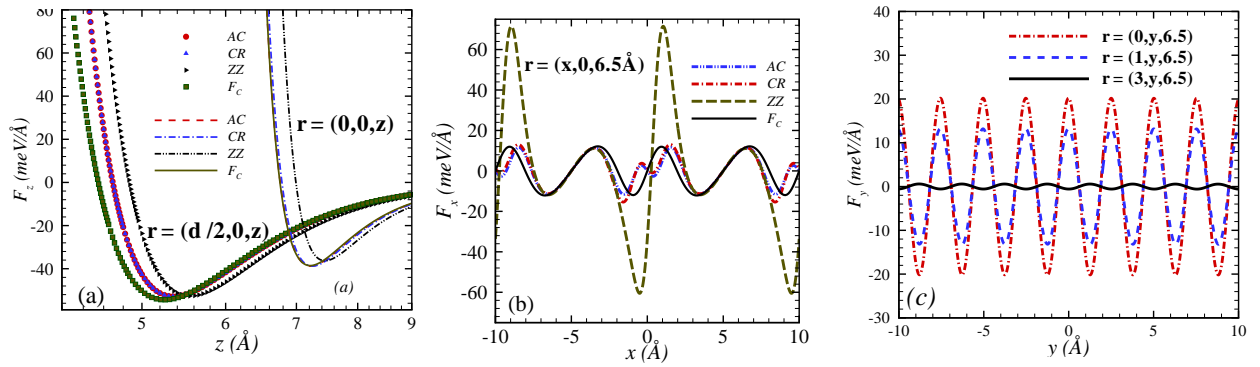 80
60
40
20
0
-20
-40
F_z (meV/Å)
AC
CR
ZZ
F_C
AC
CR
ZZ
F_C
r = (0,0,z)
r = (d /2,0,z)
(a)
(a)
5
6
7
8
9
z (Å)
60
40
20
0
-20
-40
-60
F_x (meV/Å)
r = (x,0,6.5Å)
AC
CR
ZZ
F_C
(b)
-10
-5
0
5
10
x (Å)
40
30
20
10
0
-10
-20
-30
F_y (meV/Å)
r = (0,y,6.5)
r = (1,y,6.5)
r = (3,y,6.5)
(c)
-10
-5
0
5
10
y (Å)